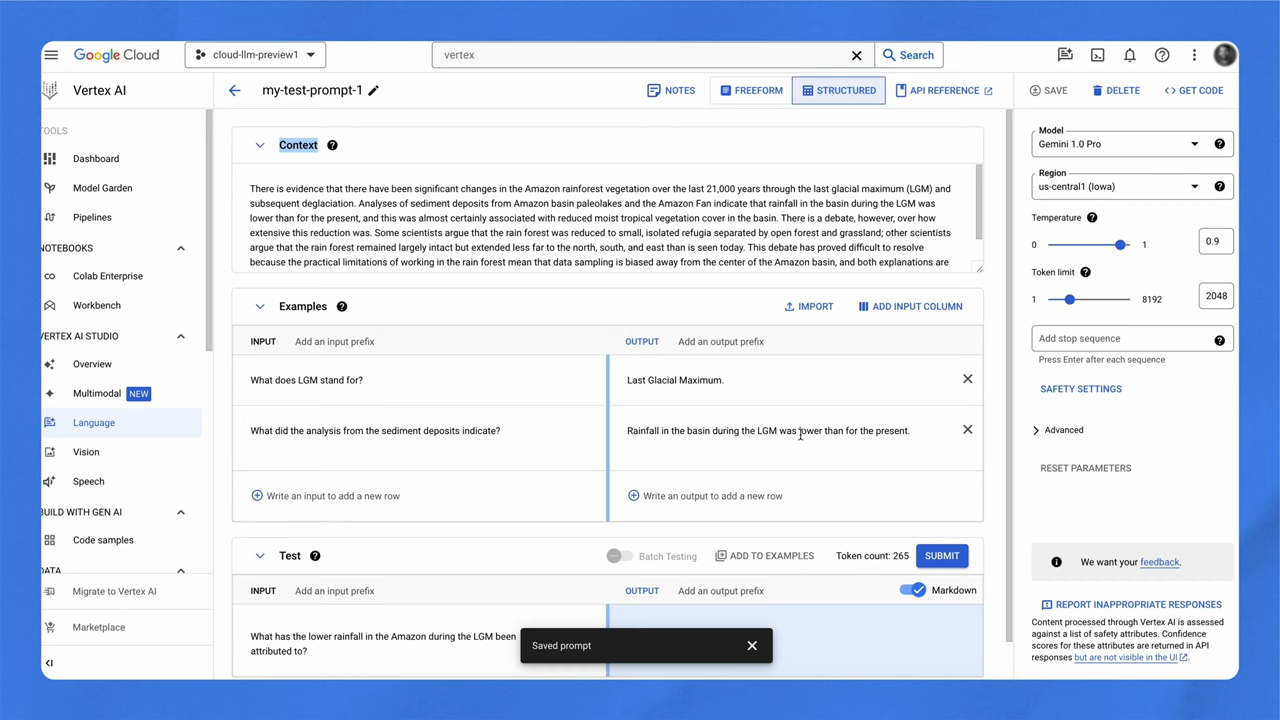 Google Cloud
cloud-llm-preview1
vertex
Search
Vertex AI
my-test-prompt-1
NOTES
FREEFORM
STRUCTURED
API REFERENCE
SAVE
DELETE
GET CODE
TOOLS
Dashboard
Model Garden
Pipelines
NOTEBOOKS
Colab Enterprise
Workbench
VERTEX AI STUDIO
Overview
Multimodal NEW
Language
Vision
Speech
BUILD WITH GEN AI
Code samples
DATA
Migrate to Vertex AI
Marketplace
Context
There is evidence that there have been significant changes in the Amazon rainforest vegetation over the last 21,000 years through the last glacial maximum (LGM) and
subsequent deglaciation. Analyses of sediment deposits from Amazon basin paleolakes and the Amazon Fan indicate that rainfall in the basin during the LGM was
lower than for the present, and this was almost certainly associated with reduced moist tropical vegetation cover in the basin. There is a debate, however, over how
extensive this reduction was. Some scientists argue that the rain forest was reduced to small, isolated refugia separated by open forest and grassland; other scientists
argue that the rain forest remained largely intact but extended less far to the north, south, and east than is seen today. This debate has proved difficult to resolve
because the practical limitations of working in the rain forest mean that data sampling is biased away from the center of the Amazon basin, and both explanations are
Examples
IMPORT
ADD INPUT COLUMN
INPUT Add an input prefix
OUTPUT Add an output prefix
What does LGM stand for?
Last Glacial Maximum.
What did the analysis from the sediment deposits indicate?
Rainfall in the basin during the LGM was lower than for the present.
Write an input to add a new row
Write an output to add a new row
Test
Batch Testing
ADD TO EXAMPLES
Token count: 265
SUBMIT
INPUT Add an input prefix
OUTPUT Add an output prefix
Markdown
What has the lower rainfall in the Amazon during the LGM been
attributed to?
Saved prompt
Model
Gemini 1.0 Pro
Region
us-central1 (Iowa)
Temperature
0 1 0.9
Token limit
1 8192 2048
Add stop sequence
Press Enter after each sequence
SAFETY SETTINGS
Advanced
RESET PARAMETERS
We want your feedback.
REPORT INAPPROPRIATE RESPONSES
Content processed through Vertex AI is assessed
against a list of safety attributes. Confidence
scores for these attributes are returned in API
responses but are not visible in the UI.